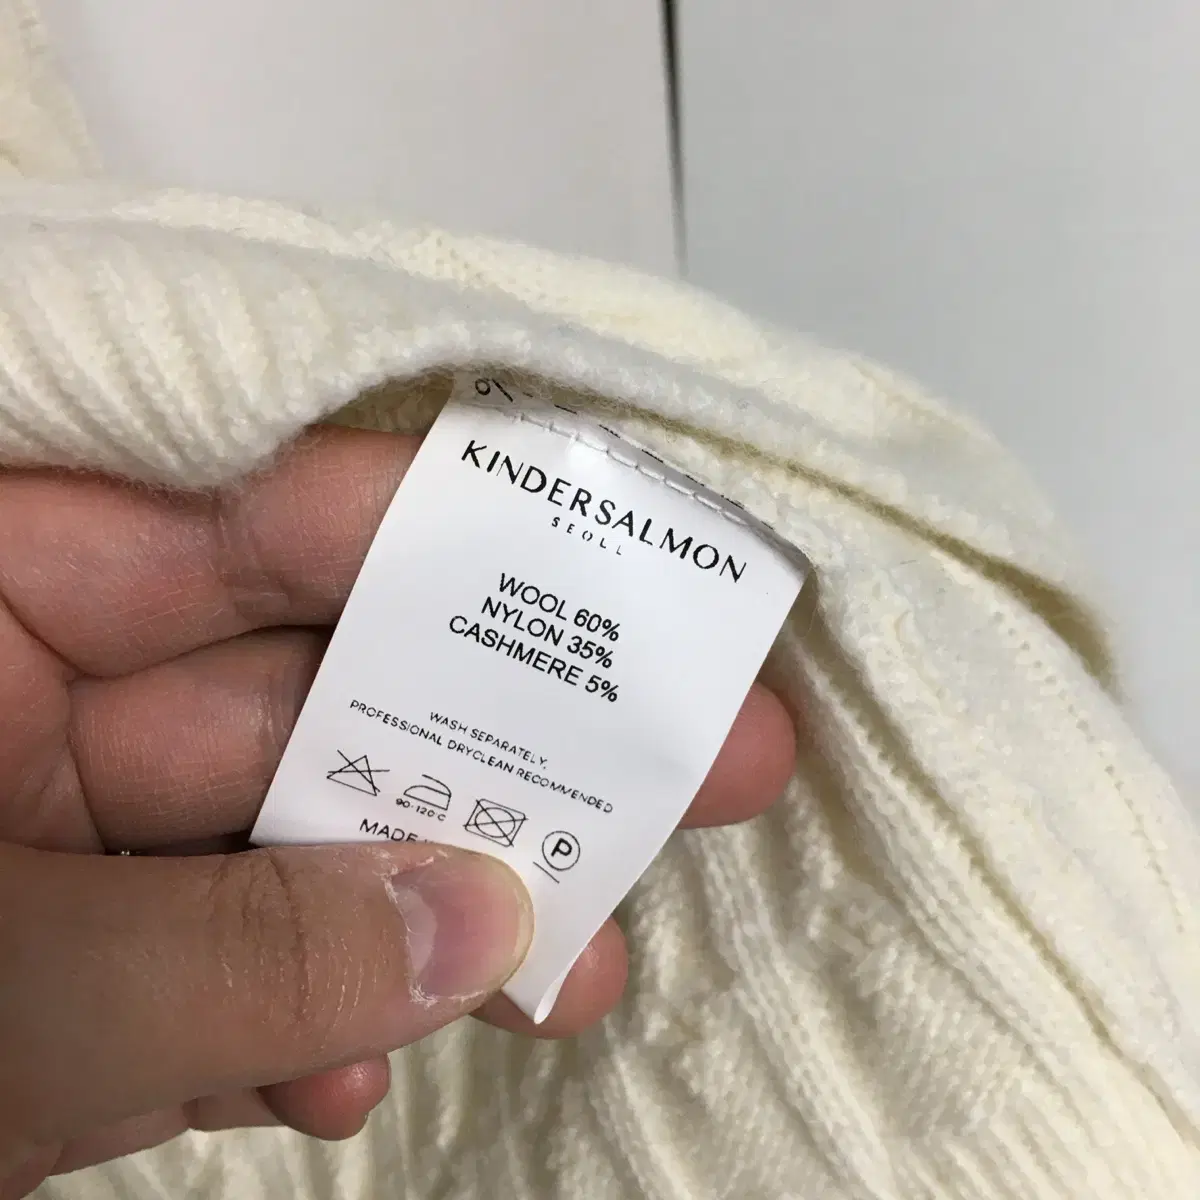 KINDERSALMON
SEOUL
WOOL 60%
NYLON 35%
CASHMERE 5%
WASH SEPARATELY,
PROFESSIONAL DRYCLEAN RECOMMENDED
90-120 C
P
MADE